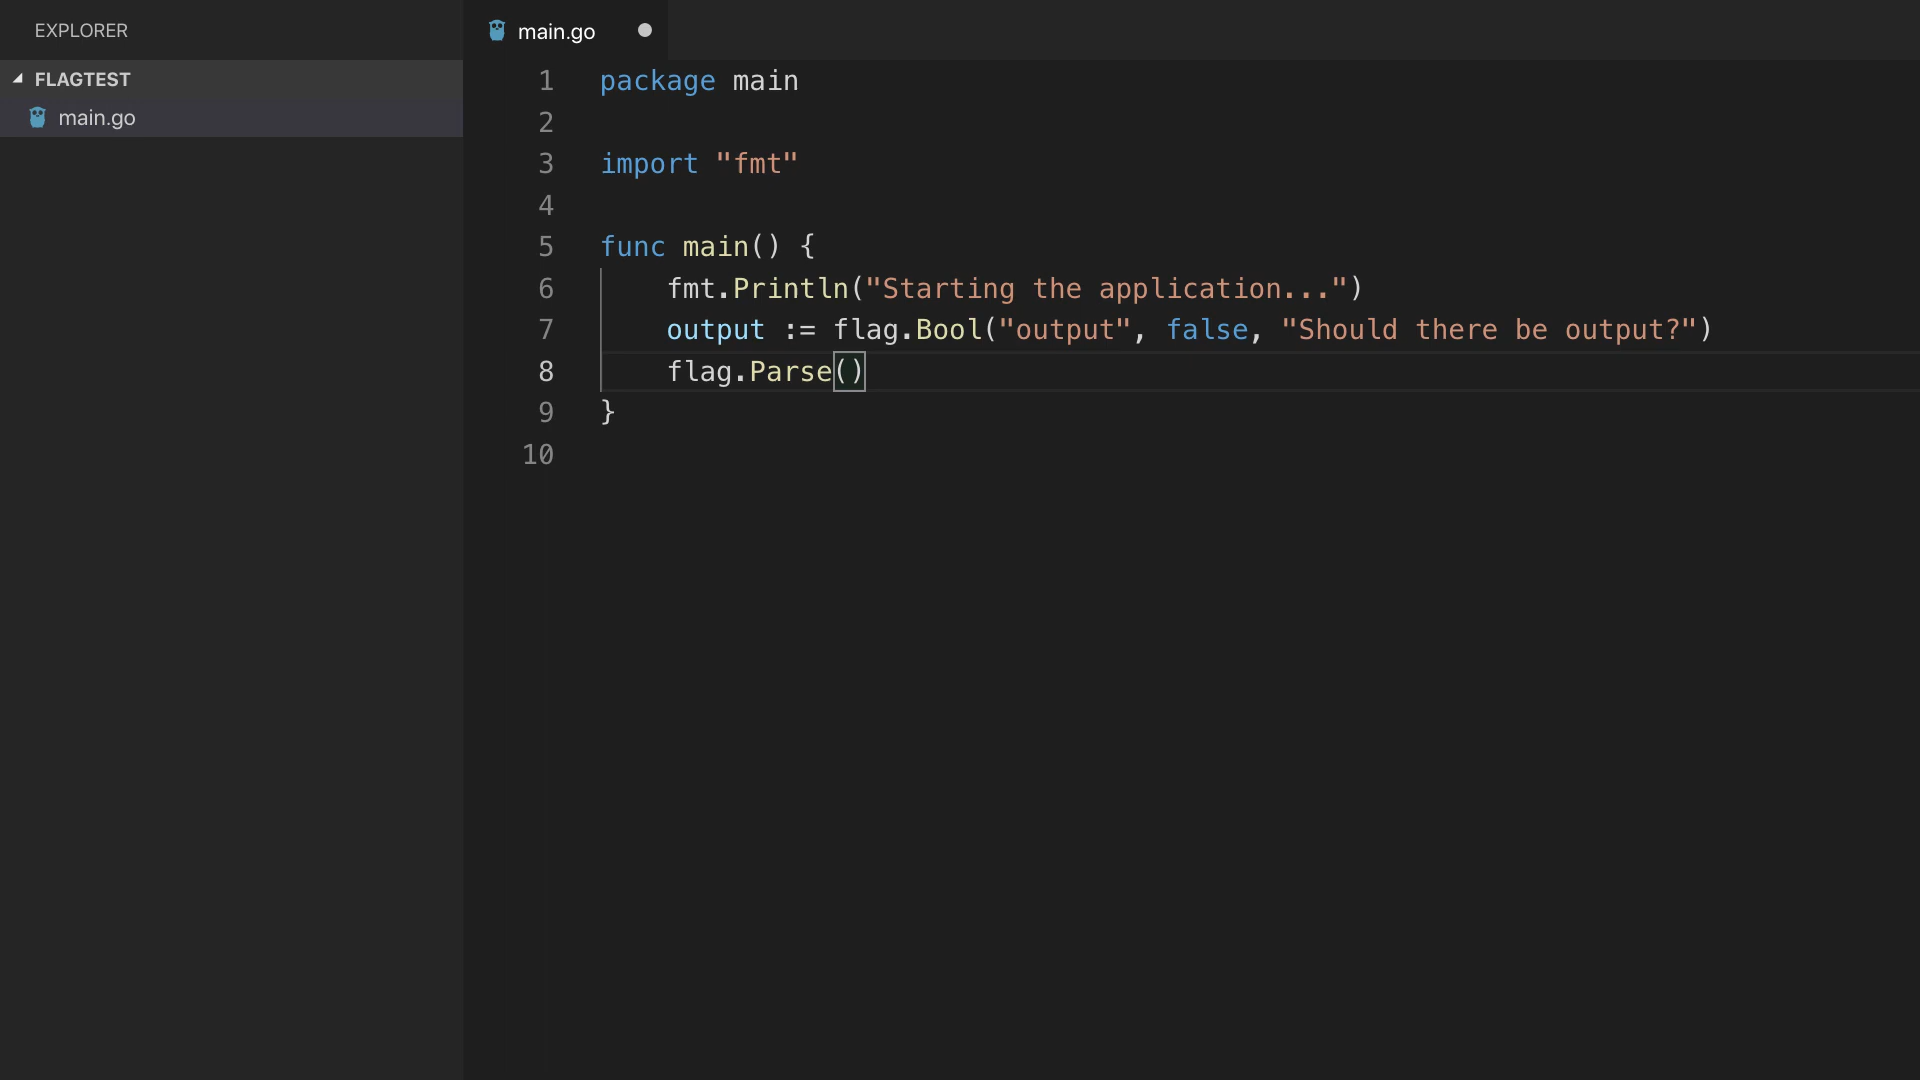 EXPLORER
FLAGTEST
main.go
main.go
1 package main
2
3 import "fmt"
4
5 func main() {
6     fmt.Println("Starting the application...")
7     output := flag.Bool("output", false, "Should there be output?")
8     flag.Parse()
9 }
10